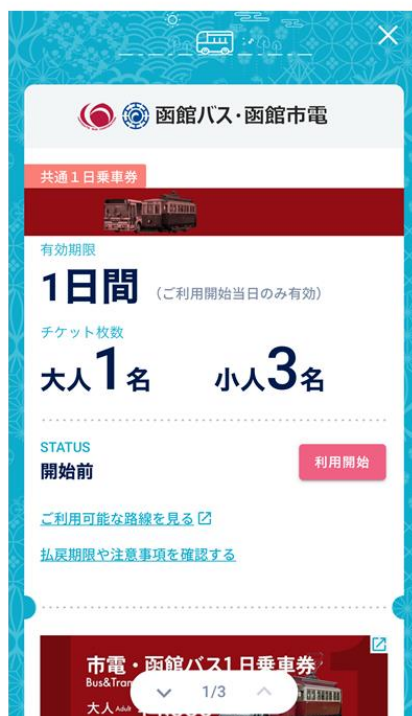 函館バス・函館市電
共通1日乗車券
有効期限
1日間 (ご利用開始当日のみ有効)
チケット枚数
大人1名 小人3名
STATUS
開始前
利用開始
ご利用可能な路線を見る
払戻期限や注意事項を確認する
市電・函館バス1日乗車券
Bus&Tran
1/3
大人 Adult